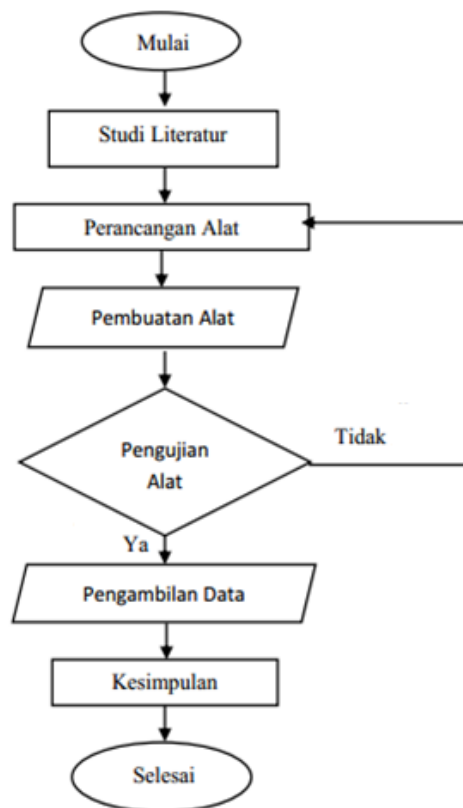 Mulai
Studi Literatur
Perancangan Alat
Pembuatan Alat
Pengujian
Alat
Tidak
Ya
Pengambilan Data
Kesimpulan
Selesai